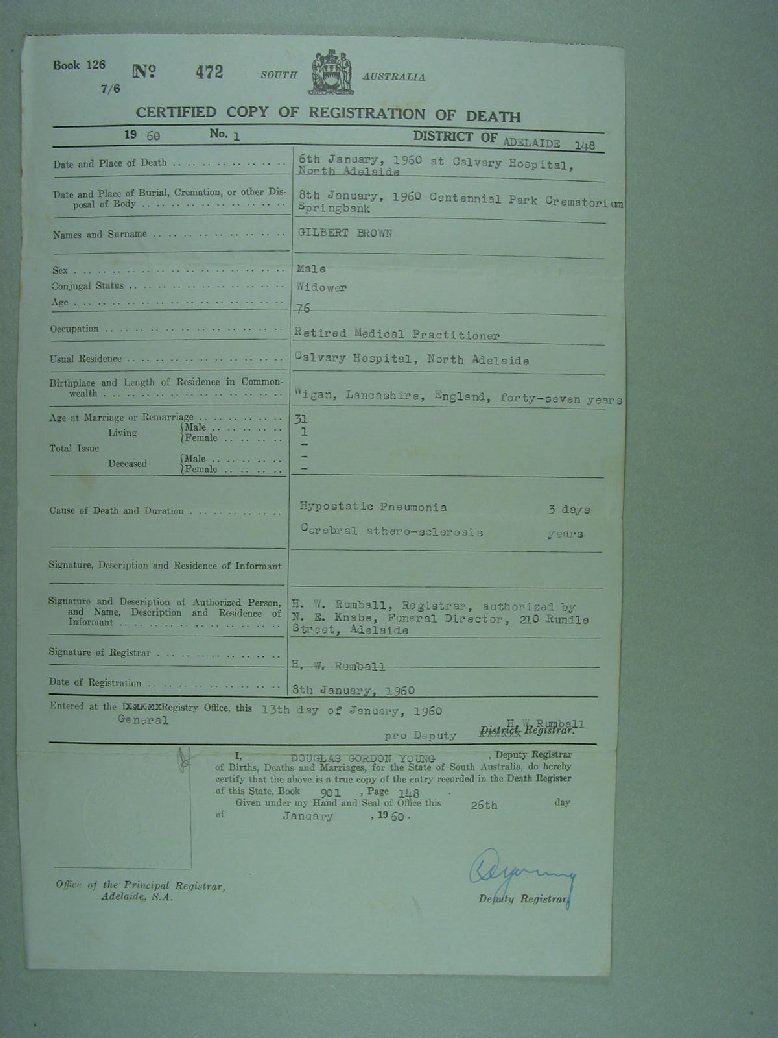 Book 126 Nº 472 SOUTH AUSTRALIA
7/6
CERTIFIED COPY OF REGISTRATION OF DEATH
1960 No. 1 DISTRICT OF ADELAIDE 148
Date and Place of Death 6th January, 1960 at Calvary Hospital,
North Adelaide
Date and Place of Burial, Cremation, or other Dis- 8th January, 1960 Centennial Park Crematorium
posal of Body Springbank
Names and Surname GILBERT BROWN
Sex Male
Conjugal Status Widower
Age 76
Occupation Retired Medical Practitioner
Usual Residence Calvary Hospital, North Adelaide
Birthplace and Length of Residence in Common-
wealth Wigan, Lancashire, England, forty-seven years
Age at Marriage or Remarriage 31
Living {Male 1
{Female -
Total Issue
Deceased {Male -
{Female -
Cause of Death and Duration Hypostatic Pneumonia 3 days
Cerebral athero-sclerosis years
Signature, Description and Residence of Informant
Signature and Description of Authorized Person, H. W. Rumball, Registrar, authorized by
and Name, Description and Residence of N. E. Knabe, Funeral Director, 210 Rundle
Informant Street, Adelaide
Signature of Registrar H. W. Rumball
Date of Registration 8th January, 1960
Entered at the Registry Office, this 13th day of January, 1960
General H. W. Rumball
pro Deputy District Registrar.
I, DOUGLAS GORDON YOUNG, Deputy Registrar
of Births, Deaths and Marriages, for the State of South Australia, do hereby
certify that the above is a true copy of the entry recorded in the Death Register
of this State, Book 901, Page 148.
Given under my Hand and Seal of Office this 26th day
of January, 1960.
Office of the Principal Registrar,
Adelaide, S.A.
DGYoung
Deputy Registrar